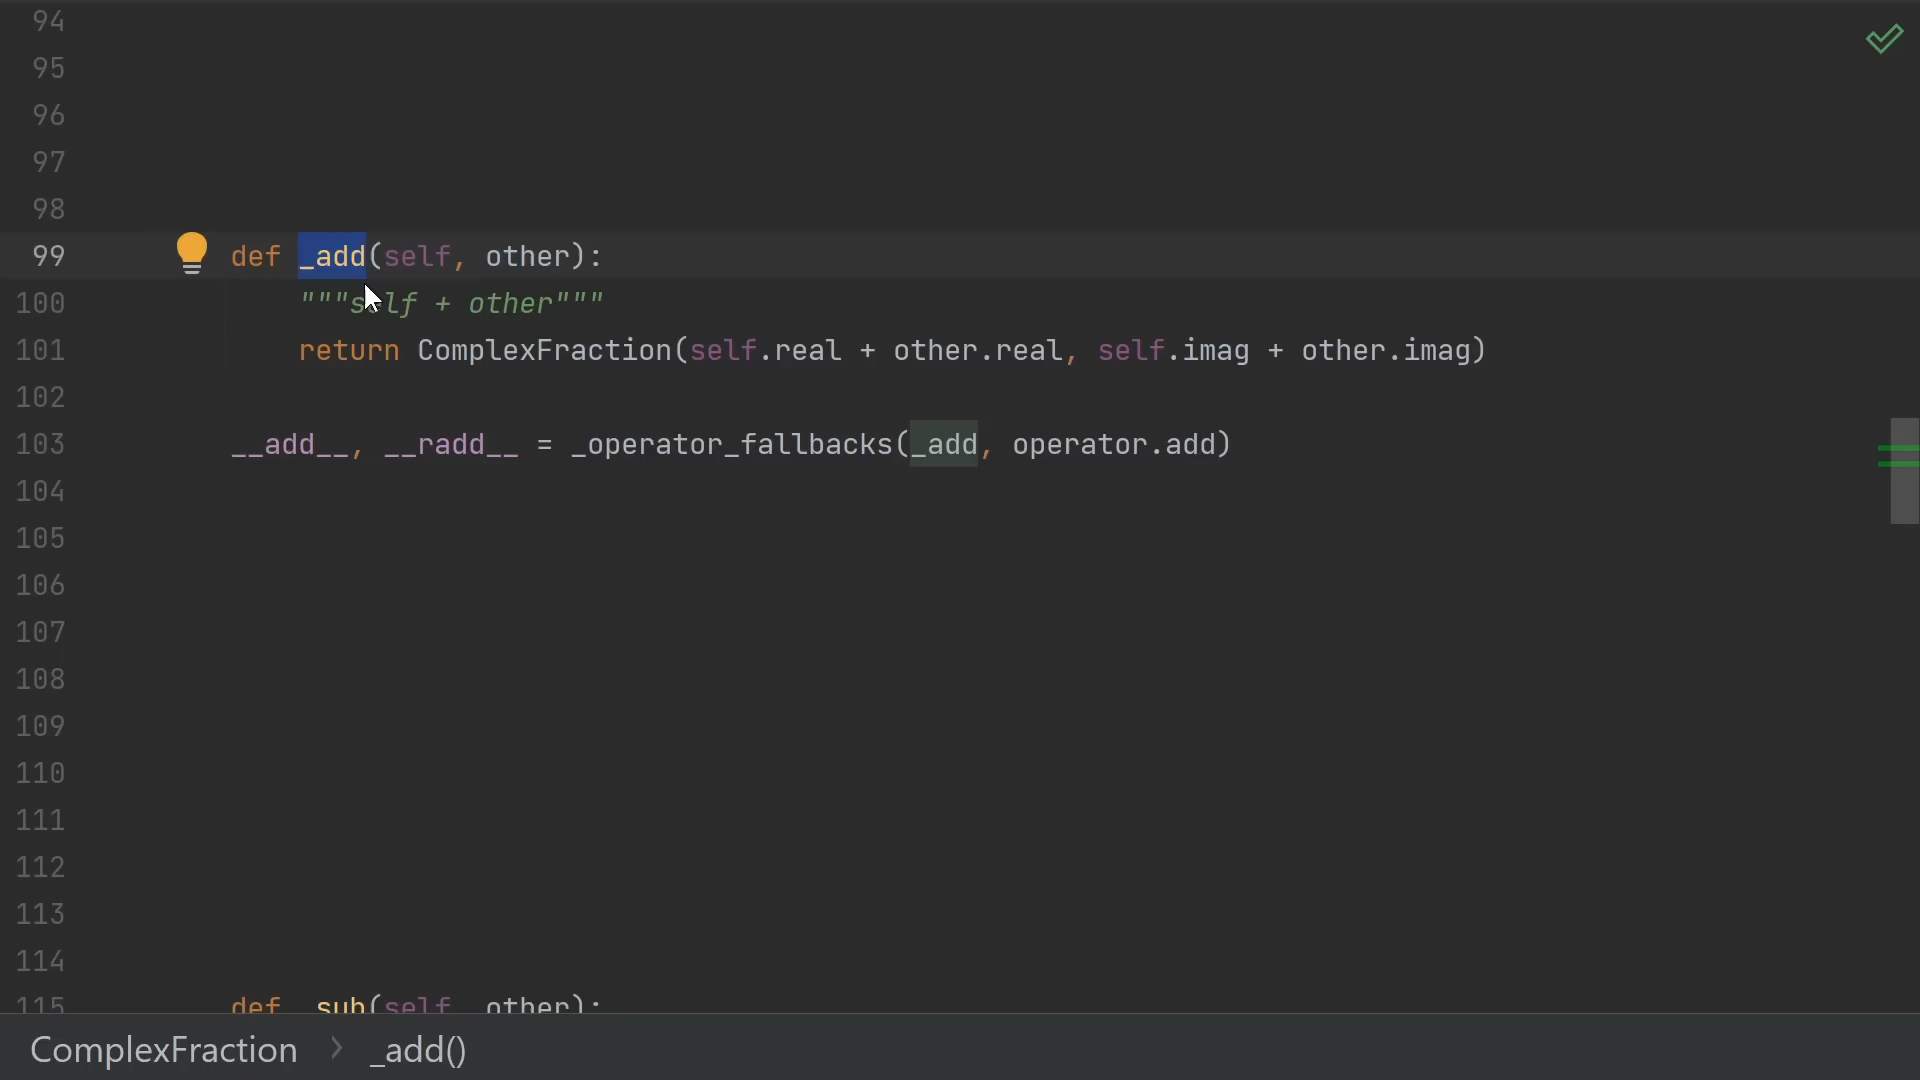 94
95
96
97
98
99 def _add(self, other):
100 """self + other"""
101 return ComplexFraction(self.real + other.real, self.imag + other.imag)
102
103 __add__, __radd__ = _operator_fallbacks(_add, operator.add)
104
105
106
107
108
109
110
111
112
113
114
115 def _sub(self, other):
ComplexFraction > _add()